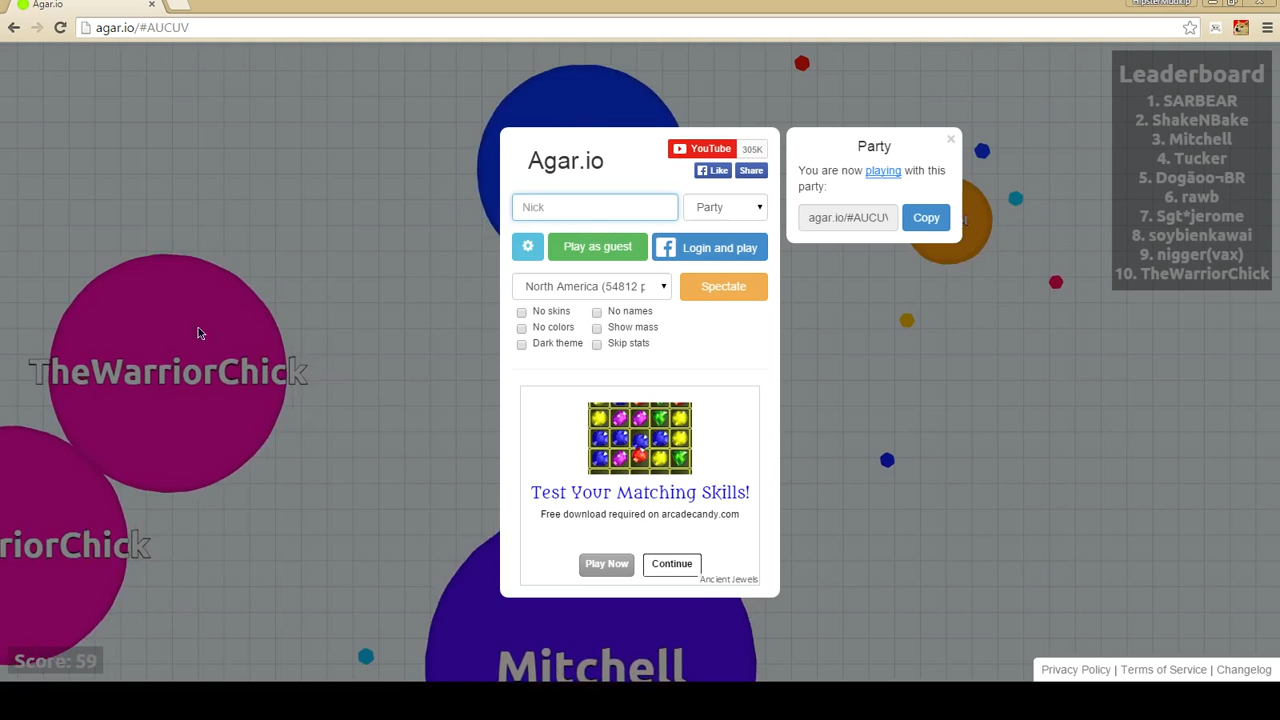 Agar.io
HipsterMudkip
agar.io/#AUCUV
Leaderboard
1. SARBEAR
2. ShakeNBake
3. Mitchell
4. Tucker
5. Dogãoo¬BR
6. rawb
7. Sgt*jerome
8. soybienkawai
9. nigger(vax)
10. TheWarriorChick
Agar.io
YouTube 305K
Like Share
Nick Party
Play as guest Login and play
North America (54812 p Spectate
No skins No names
No colors Show mass
Dark theme Skip stats
Test Your Matching Skills!
Free download required on arcadecandy.com
Play Now Continue
Ancient Jewels
Party ×
You are now playing with this
party:
agar.io/#AUCUV Copy
TheWarriorChick
riorChick
Mitchell
Score: 59
Privacy Policy | Terms of Service | Changelog